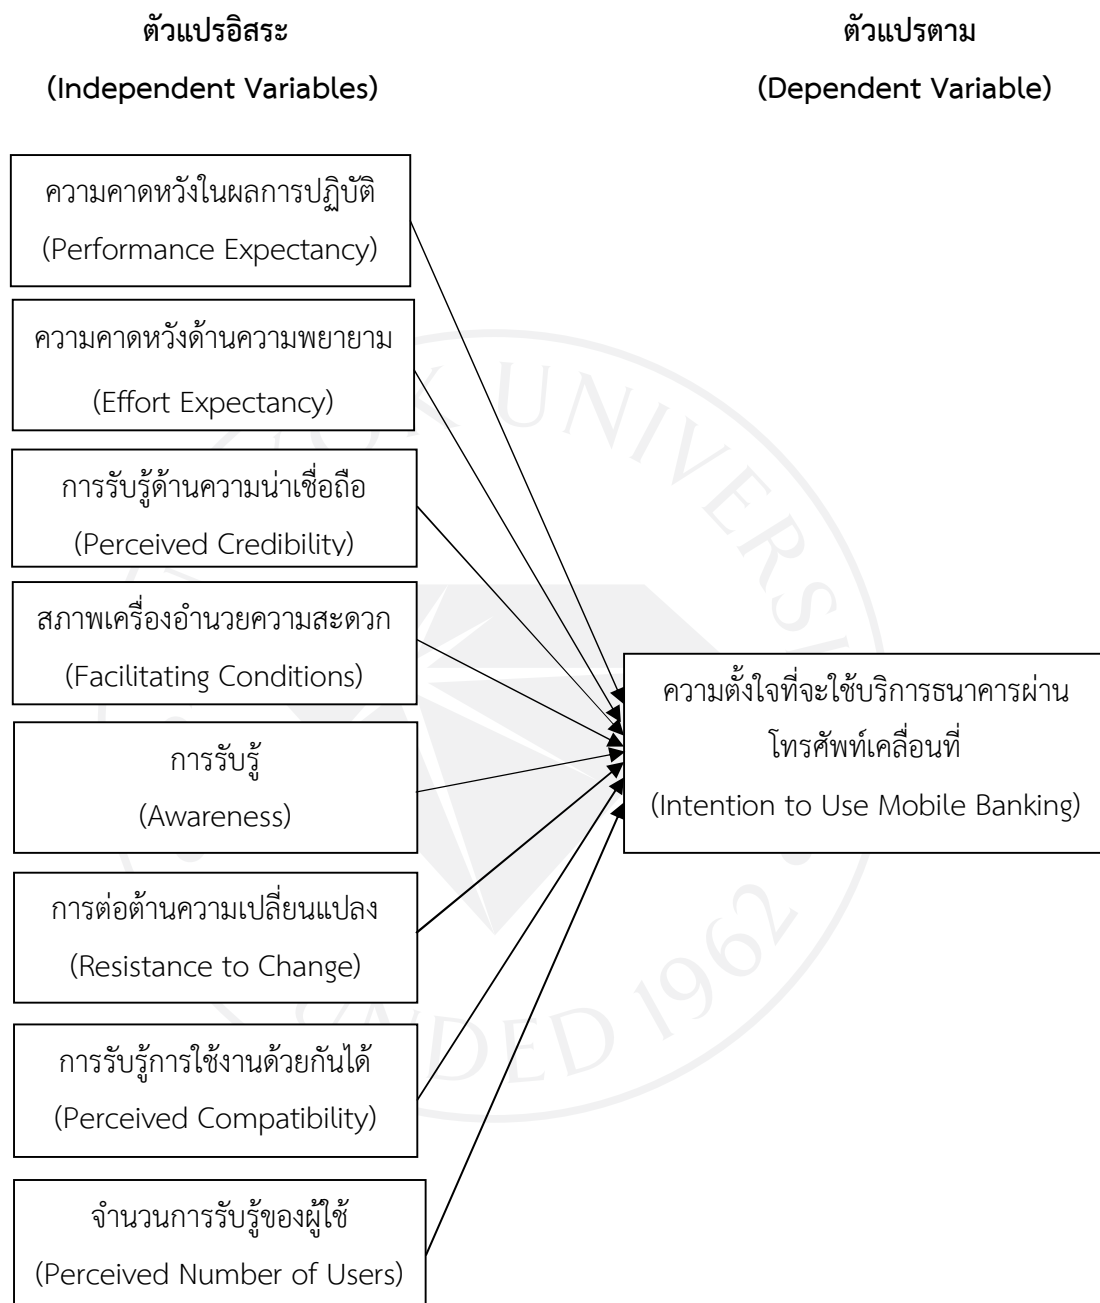 ตัวแปรอิสระ
(Independent Variables)
ตัวแปรตาม
(Dependent Variable)
ความคาดหวังในผลการปฏิบัติ
(Performance Expectancy)
ความคาดหวังด้านความพยายาม
(Effort Expectancy)
การรับรู้ด้านความน่าเชื่อถือ
(Perceived Credibility)
สภาพเครื่องอำนวยความสะดวก
(Facilitating Conditions)
การรับรู้
(Awareness)
การต่อต้านความเปลี่ยนแปลง
(Resistance to Change)
การรับรู้การใช้งานด้วยกันได้
(Perceived Compatibility)
จำนวนการรับรู้ของผู้ใช้
(Perceived Number of Users)
ความตั้งใจที่จะใช้บริการธนาคารผ่าน
โทรศัพท์เคลื่อนที่
(Intention to Use Mobile Banking)